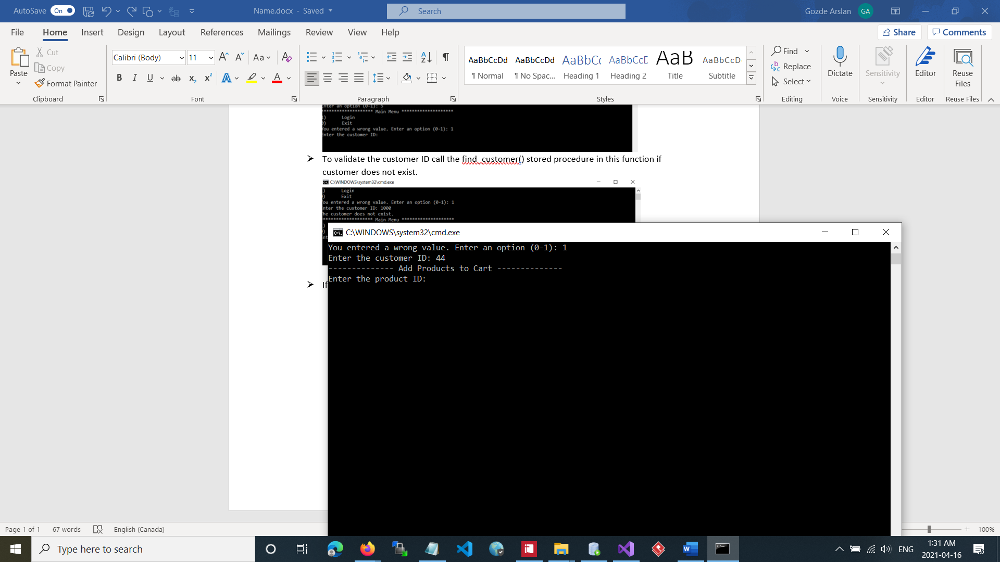 AutoSave On Name.docx - Saved Search Gozde Arslan GA
File Home Insert Design Layout References Mailings Review View Help Share Comments
Paste Cut Copy Format Painter
Clipboard
Calibri (Body) 11
Font
Paragraph
AaBbCcDd AaBbCcDd AaBbCc AaBbCcD AaB AaBbCcD
¶ Normal ¶ No Spac... Heading 1 Heading 2 Title Subtitle
Styles
Find Replace Select
Editing
Dictate
Voice
Sensitivity
Sensitivity
Editor
Editor
Reuse Files
Reuse Files
Enter an option (0-1): 5
******************** Main Menu ********************
) Login
) Exit
You entered a wrong value. Enter an option (0-1): 1
Enter the customer ID:
➢ To validate the customer ID call the find_customer() stored procedure in this function if
customer does not exist.
C:\WINDOWS\system32\cmd.exe
) Login
) Exit
ou entered a wrong value. Enter an option (0-1): 1
nter the customer ID: 1000
he customer does not exist.
******************** Main Menu ********************
➢ If
C:\WINDOWS\system32\cmd.exe
You entered a wrong value. Enter an option (0-1): 1
Enter the customer ID: 44
-------------- Add Products to Cart --------------
Enter the product ID:
Page 1 of 1 67 words English (Canada) 100%
Type here to search
ENG
1:31 AM
2021-04-16